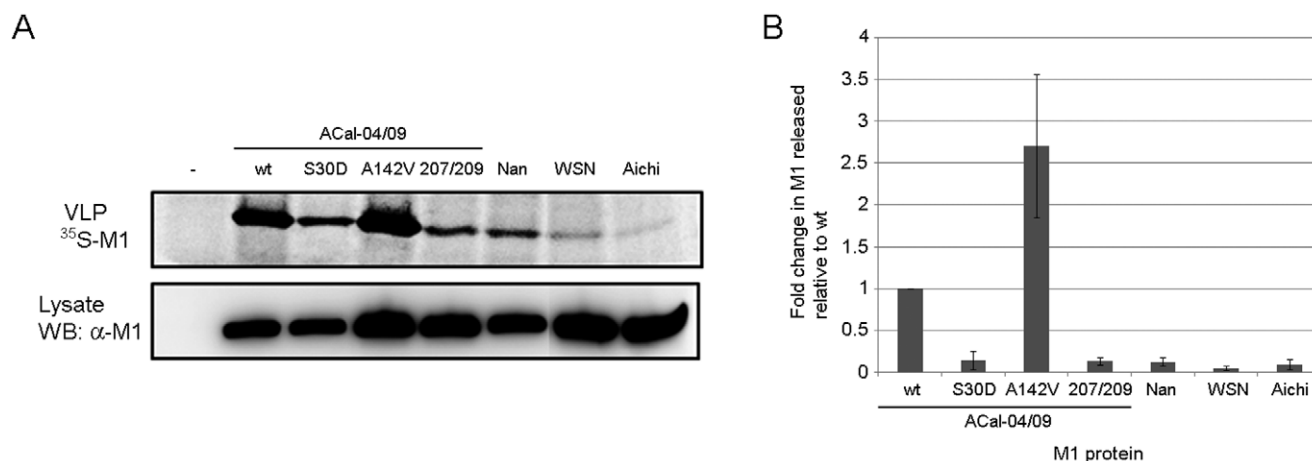 A
ACal-04/09
- wt S30D A142V 207/209 Nan WSN Aichi
VLP
³⁵S-M1
Lysate
WB: α-M1
B
Fold change in M1 released
relative to wt
4
3.5
3
2.5
2
1.5
1
0.5
0
wt S30D A142V 207/209 Nan WSN Aichi
ACal-04/09
M1 protein